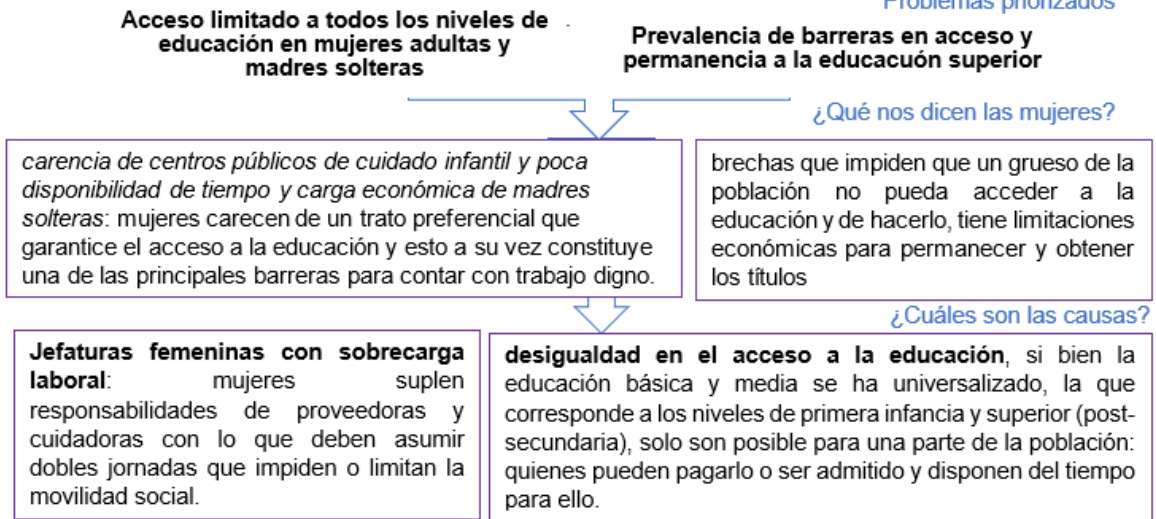 Problemas priorizados
Acceso limitado a todos los niveles de
educación en mujeres adultas y
madres solteras
Prevalencia de barreras en acceso y
permanencia a la educacuón superior
¿Qué nos dicen las mujeres?
carencia de centros públicos de cuidado infantil y poca
disponibilidad de tiempo y carga económica de madres
solteras: mujeres carecen de un trato preferencial que
garantice el acceso a la educación y esto a su vez constituye
una de las principales barreras para contar con trabajo digno.
brechas que impiden que un grueso de la
población no pueda acceder a la
educación y de hacerlo, tiene limitaciones
económicas para permanecer y obtener
los títulos
¿Cuáles son las causas?
Jefaturas femeninas con sobrecarga
laboral: mujeres suplen
responsabilidades de proveedoras y
cuidadoras con lo que deben asumir
dobles jornadas que impiden o limitan la
movilidad social.
desigualdad en el acceso a la educación, si bien la
educación básica y media se ha universalizado, la que
corresponde a los niveles de primera infancia y superior (post-
secundaria), solo son posible para una parte de la población:
quienes pueden pagarlo o ser admitido y disponen del tiempo
para ello.